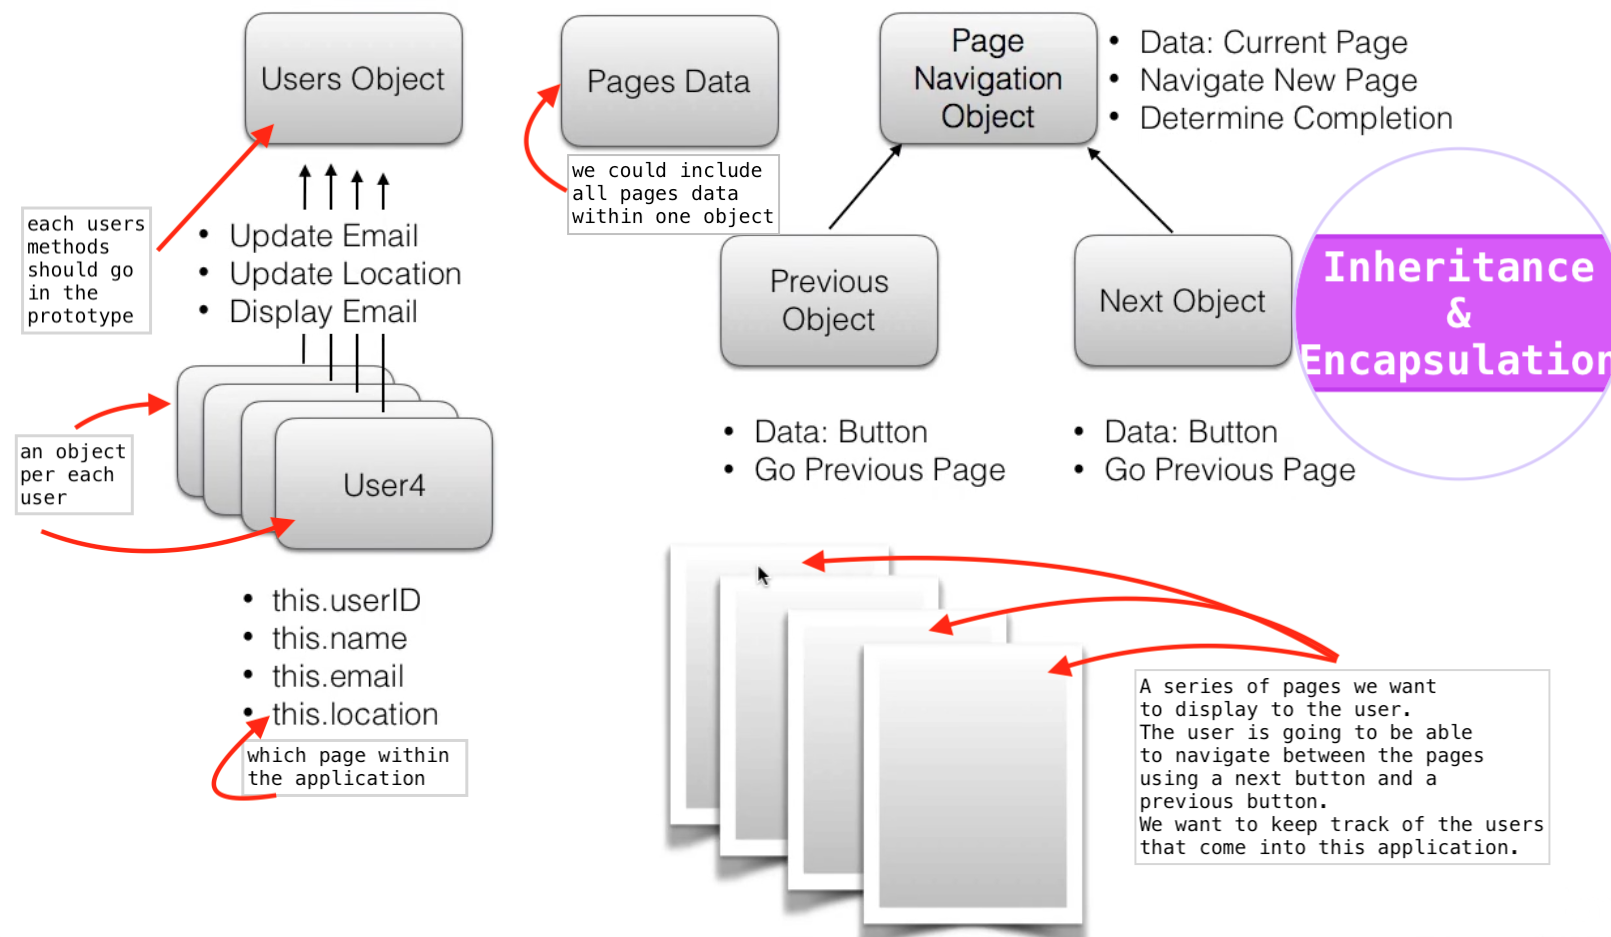 Users Object
each users
methods
should go
in the
prototype
• Update Email
• Update Location
• Display Email
an object
per each
user
User4
• this.userID
• this.name
• this.email
• this.location
which page within
the application
Pages Data
we could include
all pages data
within one object
Page
Navigation
Object
• Data: Current Page
• Navigate New Page
• Determine Completion
Previous
Object
• Data: Button
• Go Previous Page
Next Object
• Data: Button
• Go Previous Page
Inheritance
&
Encapsulation
A series of pages we want
to display to the user.
The user is going to be able
to navigate between the pages
using a next button and a
previous button.
We want to keep track of the users
that come into this application.